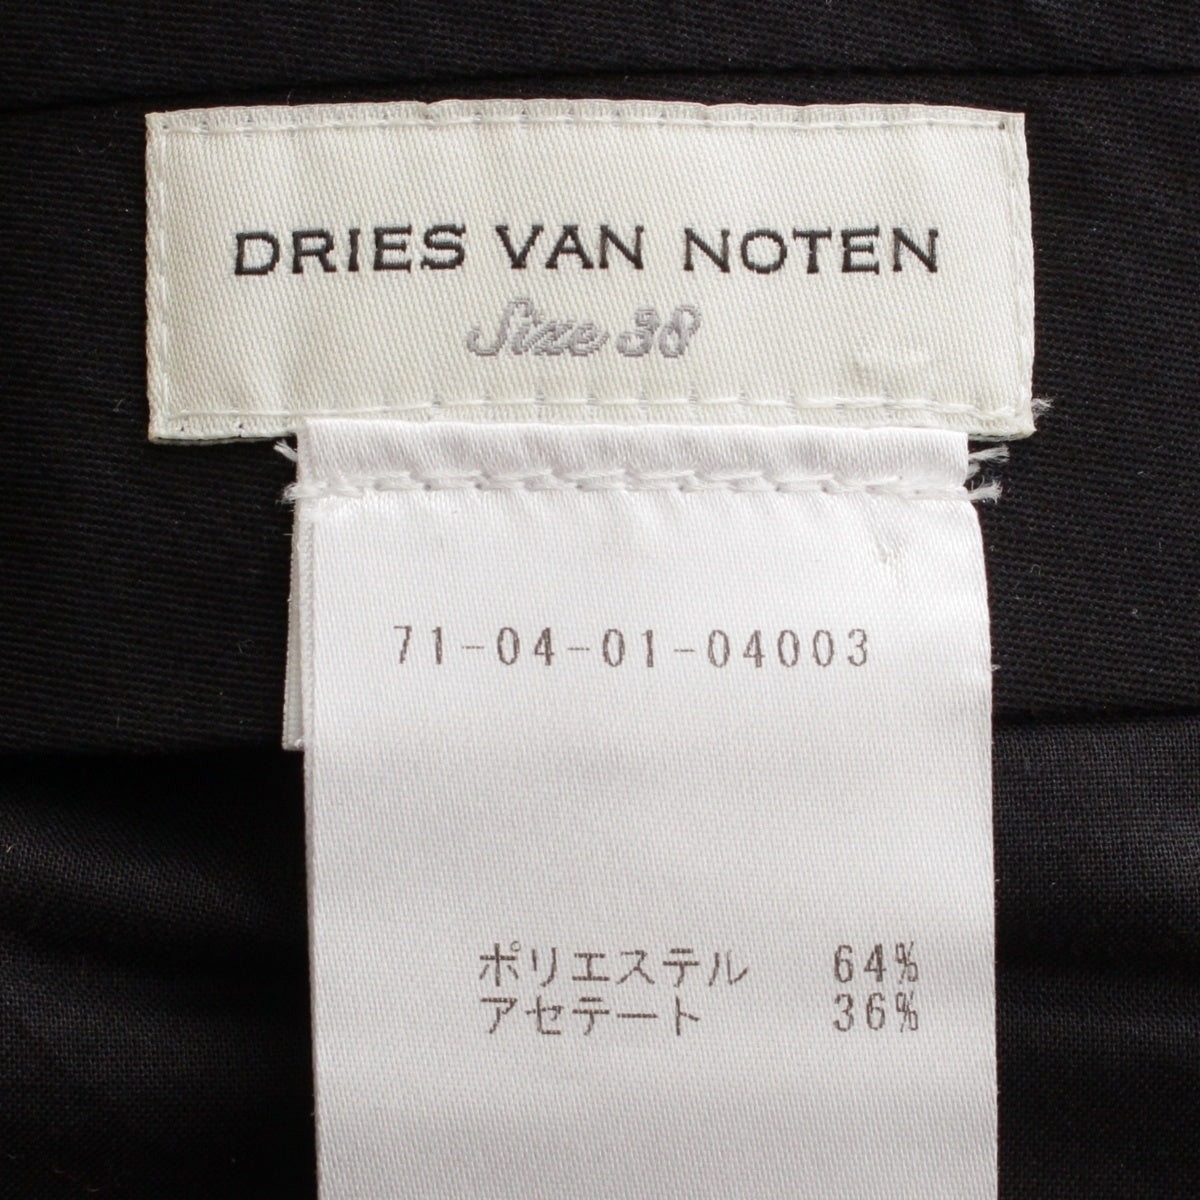 DRIES VAN NOTEN
Size 38
71-04-01-04003
ポリエステル 64%
アセテート 36%